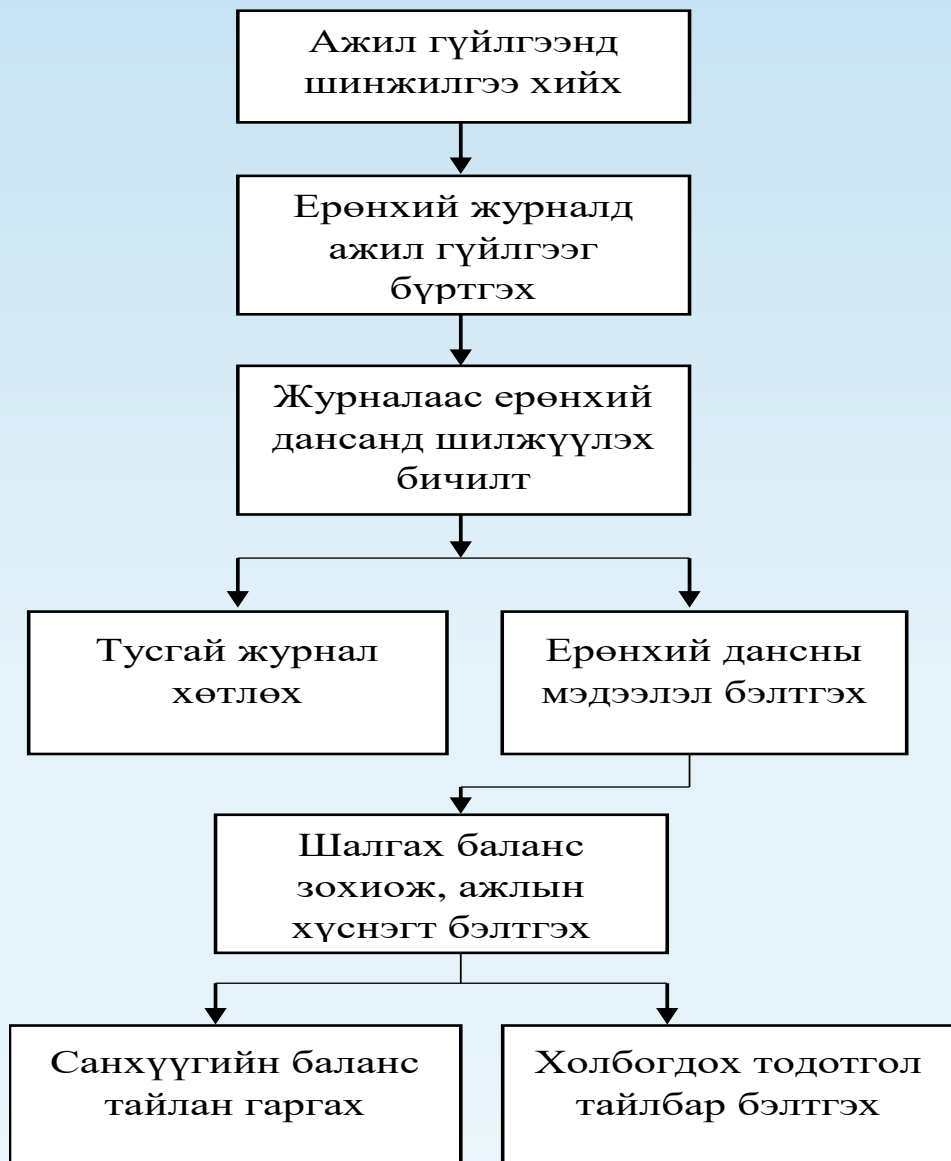 Ажил гүйлгээнд
шинжилгээ хийх
Ерөнхий журналд
ажил гүйлгээг
бүртгэх
Журналаас ерөнхий
дансанд шилжүүлэх
бичилт
Тусгай журнал
хөтлөх
Ерөнхий дансны
мэдээлэл бэлтгэх
Шалгах баланс
зохиож, ажлын
хүснэгт бэлтгэх
Санхүүгийн баланс
тайлан гаргах
Холбогдох тодотгол
тайлбар бэлтгэх